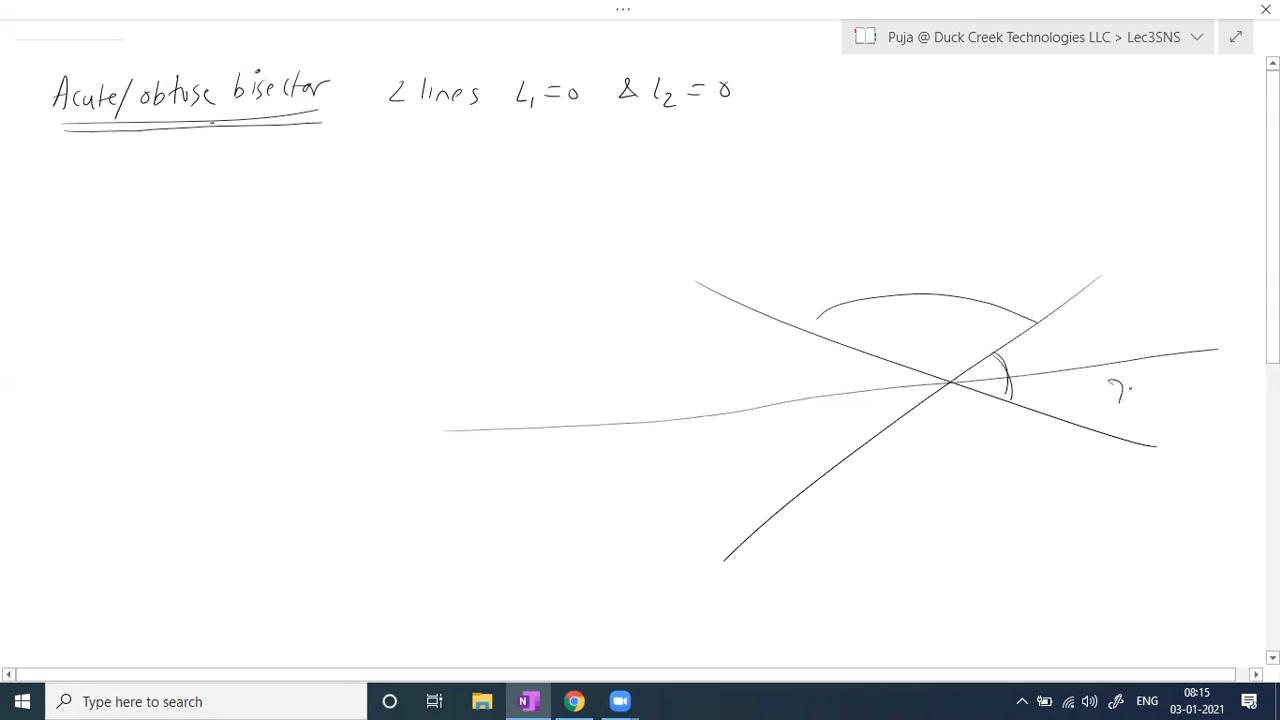 ...
Puja @ Duck Creek Technologies LLC > Lec3SNS
Acute/obtuse bisector 2 lines L₁=0 & L₂=0
Type here to search
ENG
08:15
03-01-2021